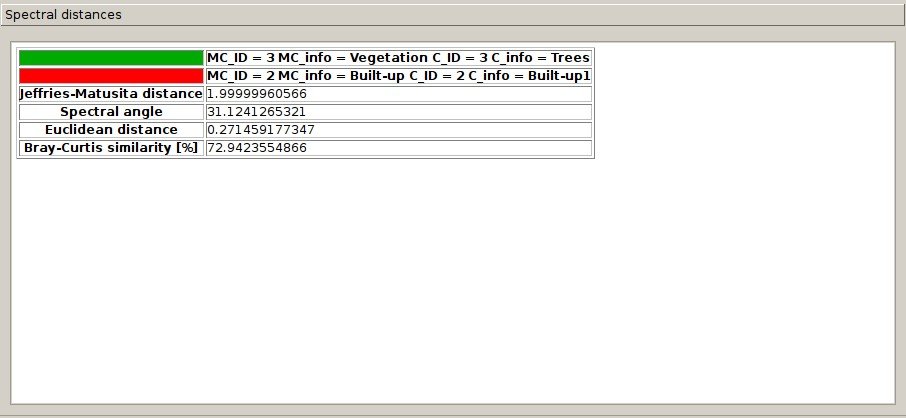 Spectral distances
MC_ID = 3 MC_info = Vegetation C_ID = 3 C_info = Trees
MC_ID = 2 MC_info = Built-up C_ID = 2 C_info = Built-up1
Jeffries-Matusita distance 1.99999960566
Spectral angle 31.1241265321
Euclidean distance 0.271459177347
Bray-Curtis similarity [%] 72.9423554866